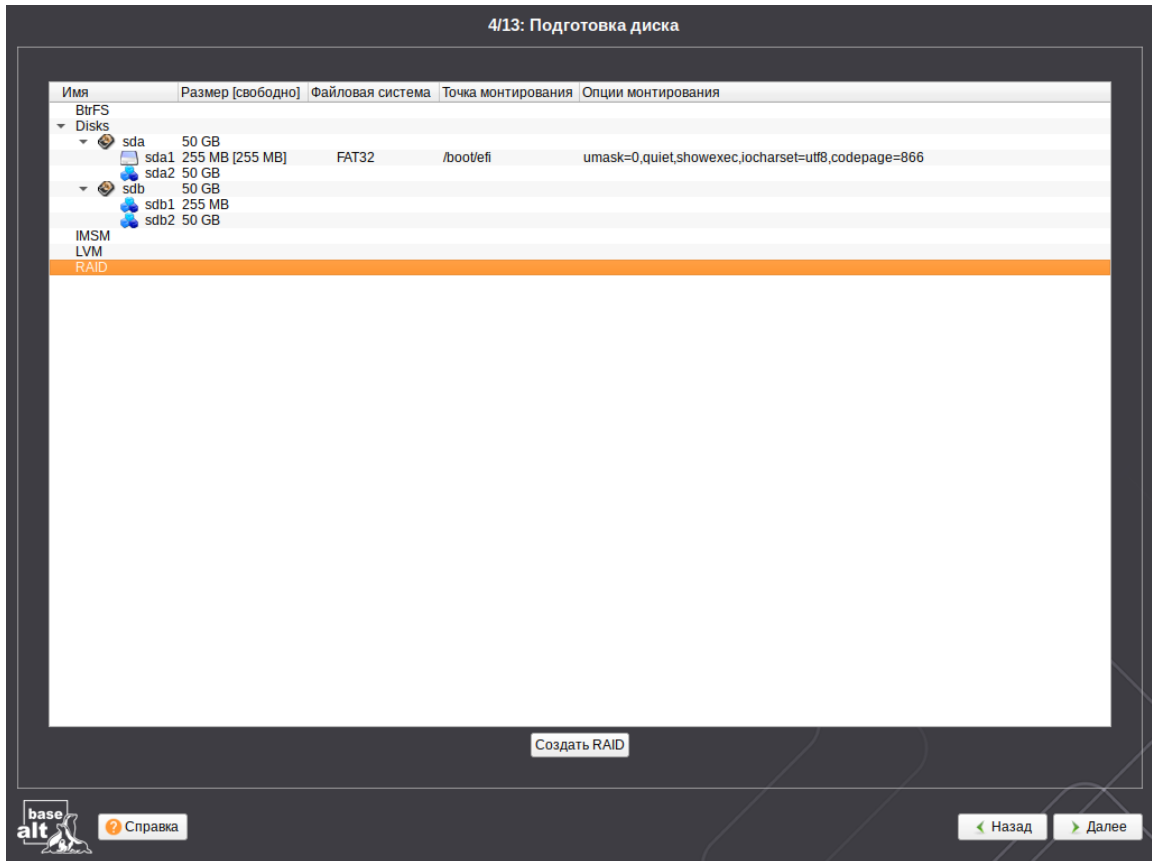 4/13: Подготовка диска
Имя Размер [свободно] Файловая система Точка монтирования Опции монтирования
BtrFS
Disks
sda 50 GB
sda1 255 MB [255 MB] FAT32 /boot/efi umask=0,quiet,showexec,iocharset=utf8,codepage=866
sda2 50 GB
sdb 50 GB
sdb1 255 MB
sdb2 50 GB
IMSM
LVM
RAID
Создать RAID
base
alt
Справка
Назад
Далее